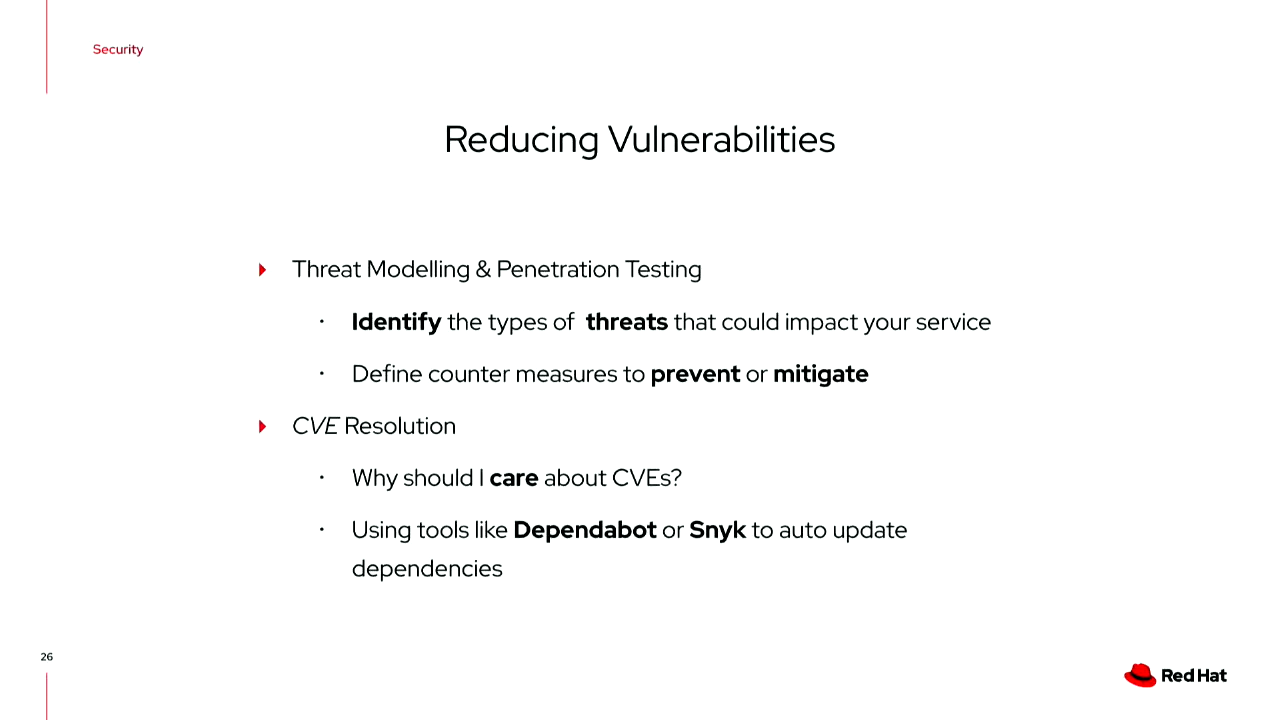 Security
Reducing Vulnerabilities
Threat Modelling & Penetration Testing
Identify the types of  threats that could impact your service
Define counter measures to prevent or mitigate
CVE Resolution
Why should I care about CVEs?
Using tools like Dependabot or Snyk to auto update
dependencies
26
Red Hat